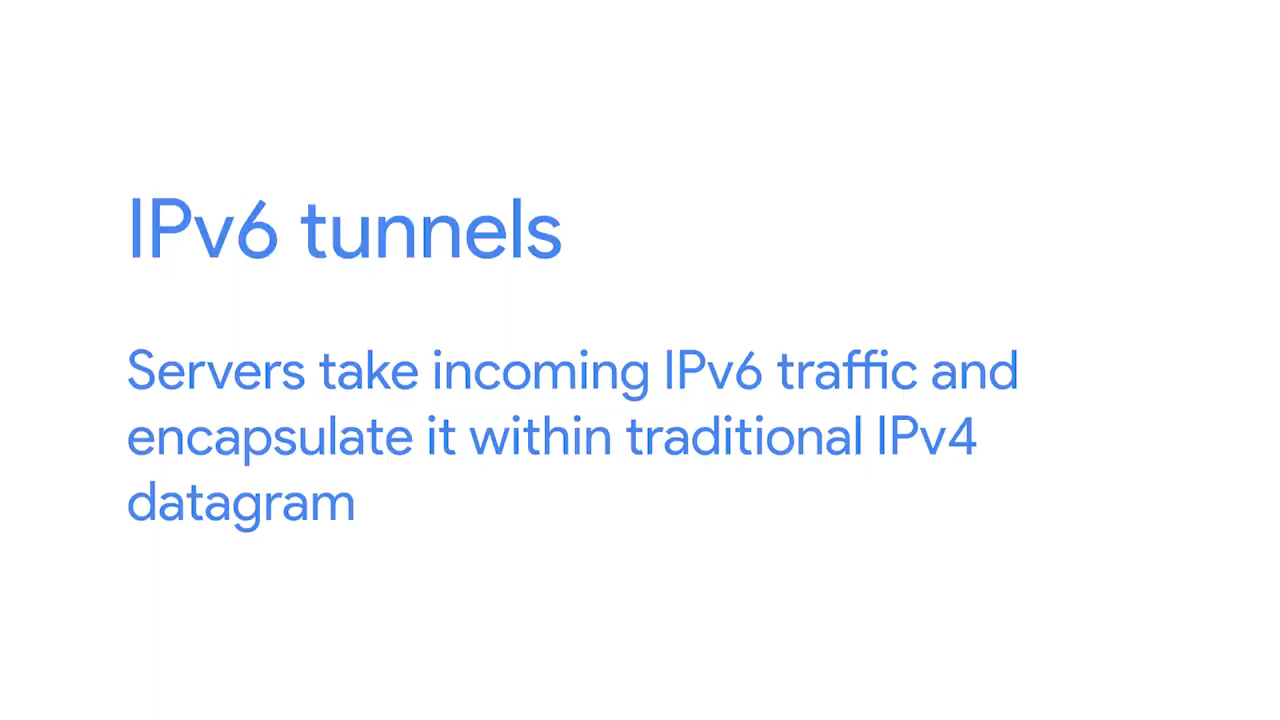 IPv6 tunnels
Servers take incoming IPv6 traffic and
encapsulate it within traditional IPv4
datagram